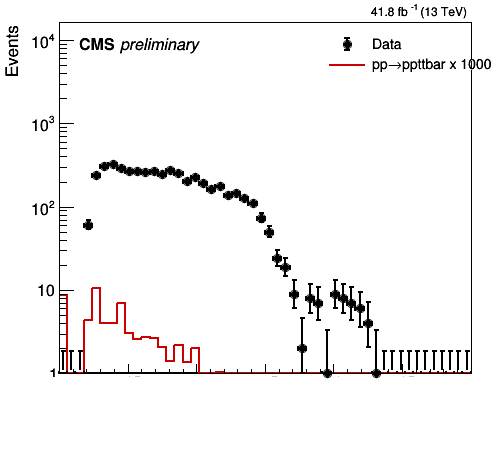 41.8 fb⁻¹ (13 TeV)
Events
CMS preliminary
Data
pp→ppttbar x 1000
10⁴
10³
10²
10
1